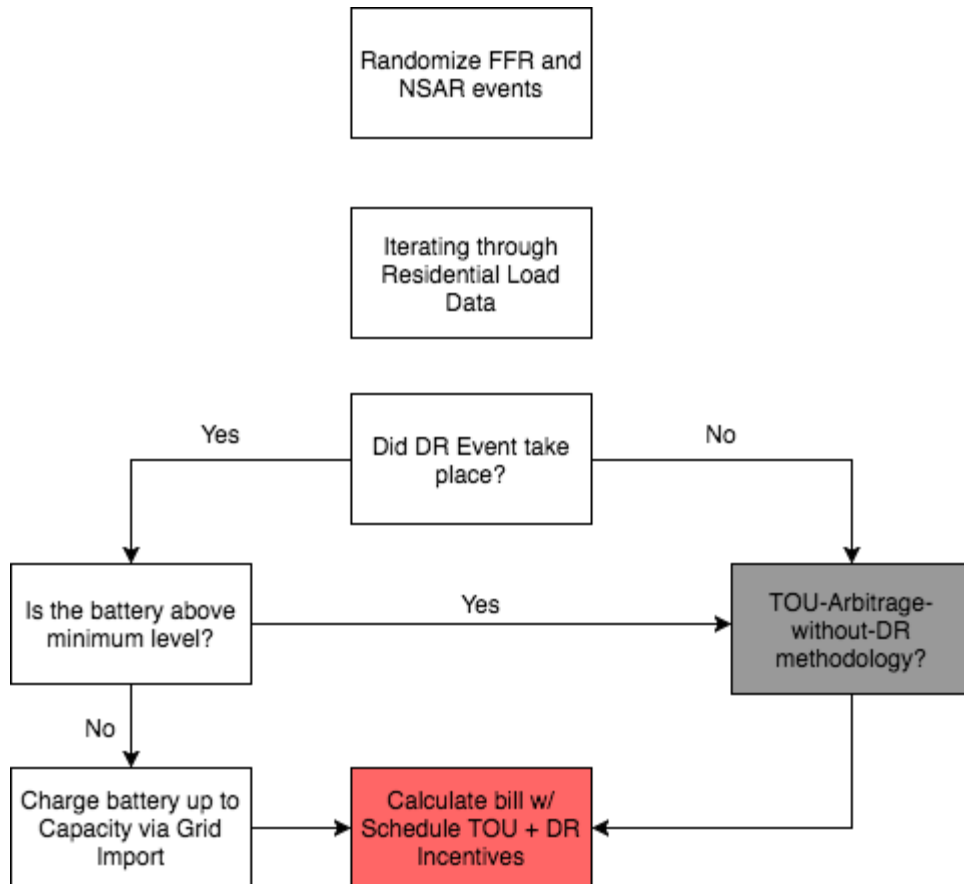 Randomize FFR and
NSAR events
Iterating through
Residential Load
Data
Yes
Did DR Event take
place?
No
Is the battery above
minimum level?
Yes
TOU-Arbitrage-
without-DR
methodology?
No
Charge battery up to
Capacity via Grid
Import
Calculate bill w/
Schedule TOU + DR
Incentives